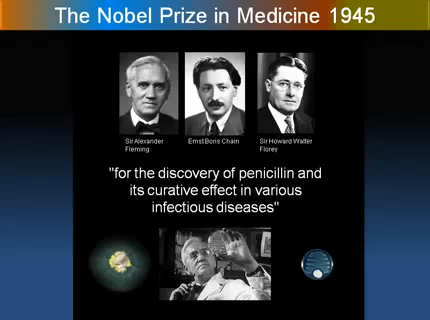 The Nobel Prize in Medicine 1945
Sir Alexander
Fleming
Ernst Boris Chain
Sir Howard Walter
Florey
"for the discovery of penicillin and
its curative effect in various
infectious diseases"